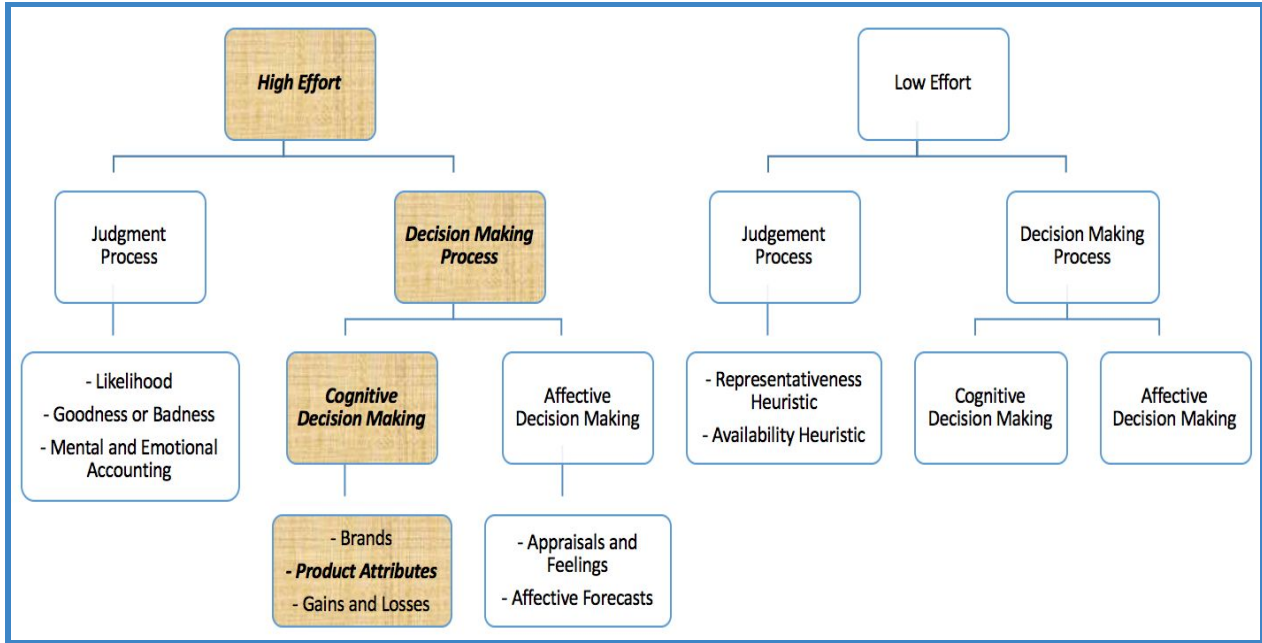 High Effort
Low Effort
Judgment
Process
Decision Making
Process
Judgement
Process
Decision Making
Process
- Likelihood
- Goodness or Badness
- Mental and Emotional
Accounting
Cognitive
Decision Making
Affective
Decision Making
- Representativeness
Heuristic
- Availability Heuristic
Cognitive
Decision Making
Affective
Decision Making
- Brands
- Product Attributes
- Gains and Losses
- Appraisals and
Feelings
- Affective Forecasts